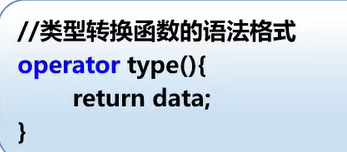 //类型转换函数的语法格式
operator type(){
return data;
}